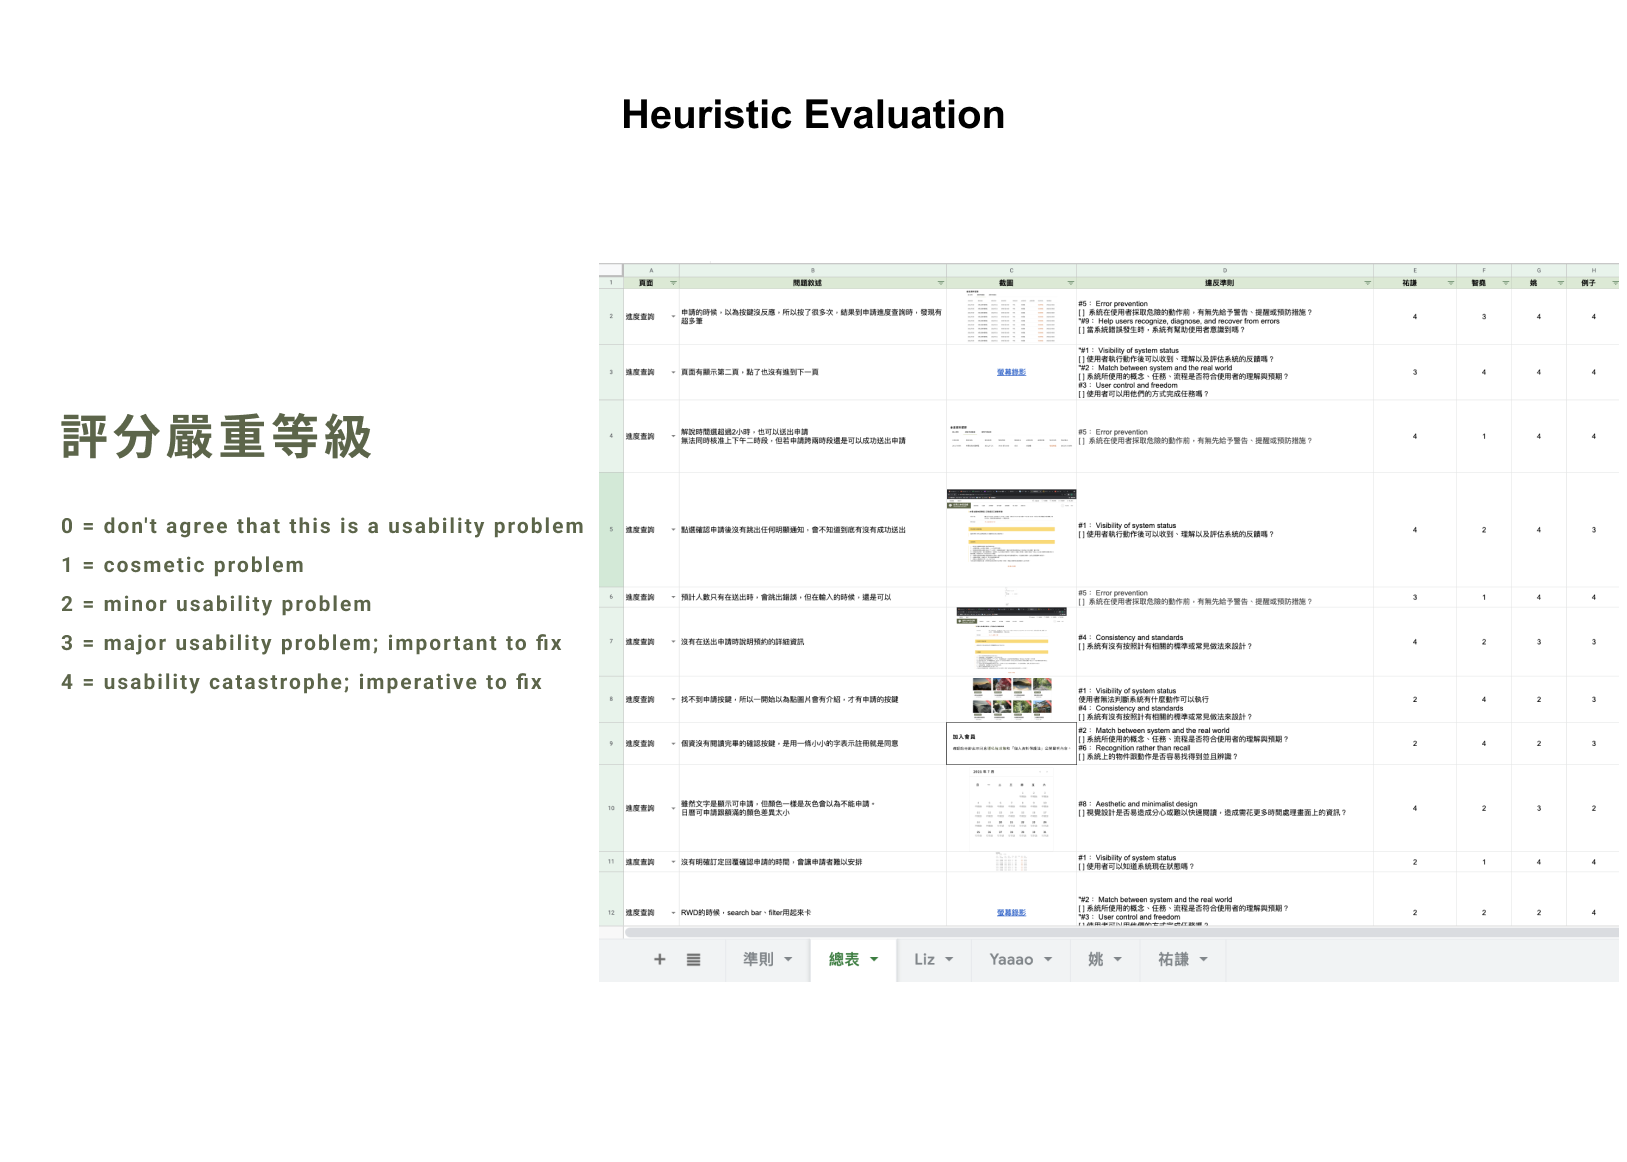 Heuristic Evaluation
評分嚴重等級
0 = don't agree that this is a usability problem
1 = cosmetic problem
2 = minor usability problem
3 = major usability problem; important to fix
4 = usability catastrophe; imperative to fix
A B C D E F G H
1 頁面 問題敘述 截圖 違反準則 祐謙 智堯 姚 例子
2 進度查詢 申請的時候，以為按鍵沒反應，所以按了很多次，結果到申請進度查詢時，發現有
超多筆
#5： Error prevention
[ ] 系統在使用者採取危險的動作前，有無先給予警告、提醒或預防措施？
"#9： Help users recognize, diagnose, and recover from errors
[ ] 當系統錯誤發生時，系統有幫助使用者意識到嗎？
4 3 4 4
3 進度查詢 頁面有顯示第二頁，點了也沒有進到下一頁 螢幕錄影
"#1： Visibility of system status
[ ] 使用者執行動作後可以收到、理解以及評估系統的反饋嗎？
"#2： Match between system and the real world
[ ] 系統所使用的概念、任務、流程是否符合使用者的理解與預期？
#3： User control and freedom
[ ] 使用者可以用他們的方式完成任務嗎？
3 4 4 4
4 進度查詢 解說時間選超過2小時，也可以送出申請
無法同時核准上下午二時段，但若申請跨兩時段還是可以成功送出申請
#5： Error prevention
[ ] 系統在使用者採取危險的動作前，有無先給予警告、提醒或預防措施？
4 1 4 4
5 進度查詢 點選確認申請後沒有跳出任何明顯通知，會不知道到底有沒有成功送出
#1： Visibility of system status
[ ] 使用者執行動作後可以收到、理解以及評估系統的反饋嗎？
4 2 4 3
6 進度查詢 預計人數只有在送出時，會跳出錯誤，但在輸入的時候，還是可以
#5： Error prevention
[ ] 系統在使用者採取危險的動作前，有無先給予警告、提醒或預防措施？
3 1 4 4
7 進度查詢 沒有在送出申請時說明預約的詳細資訊
#4： Consistency and standards
[ ] 系統有沒有按照計有相關的標準或常見做法來設計？
4 2 3 3
8 進度查詢 找不到申請按鍵，所以一開始以為點圖片會有介紹，才有申請的按鍵
#1： Visibility of system status
使用者無法判斷系統有什麼動作可以執行
#4： Consistency and standards
[ ] 系統有沒有按照計有相關的標準或常見做法來設計？
2 4 2 3
9 進度查詢 個資沒有閱讀完畢的確認按鍵，是用一條小小的字表示註冊就是同意
加入會員
#2： Match between system and the real world
[ ] 系統所使用的概念、任務、流程是否符合使用者的理解與預期？
#6： Recognition rather than recall
[ ] 系統上的物件跟動作是否容易找得到並且辨識？
2 4 2 3
10 進度查詢 雖然文字是顯示可申請，但顏色一樣是灰色會以為不能申請。
日曆可申請跟額滿的顏色差異太小
#8： Aesthetic and minimalist design
[ ] 視覺設計是否易造成分心或難以快速閱讀，造成需花更多時間處理畫面上的資訊？
4 2 3 2
11 進度查詢 沒有明確訂定回覆確認申請的時間，會讓申請者難以安排
#1： Visibility of system status
[ ] 使用者可以知道系統現在狀態嗎？
2 1 4 4
12 進度查詢 RWD的時候，search bar、filter用起來卡 螢幕錄影
"#2： Match between system and the real world
[ ] 系統所使用的概念、任務、流程是否符合使用者的理解與預期？
"#3： User control and freedom
[ ] 使用者可以用他們的方式完成任務嗎？
2 2 2 4
+ 準則 總表 Liz Yaaao 姚 祐謙